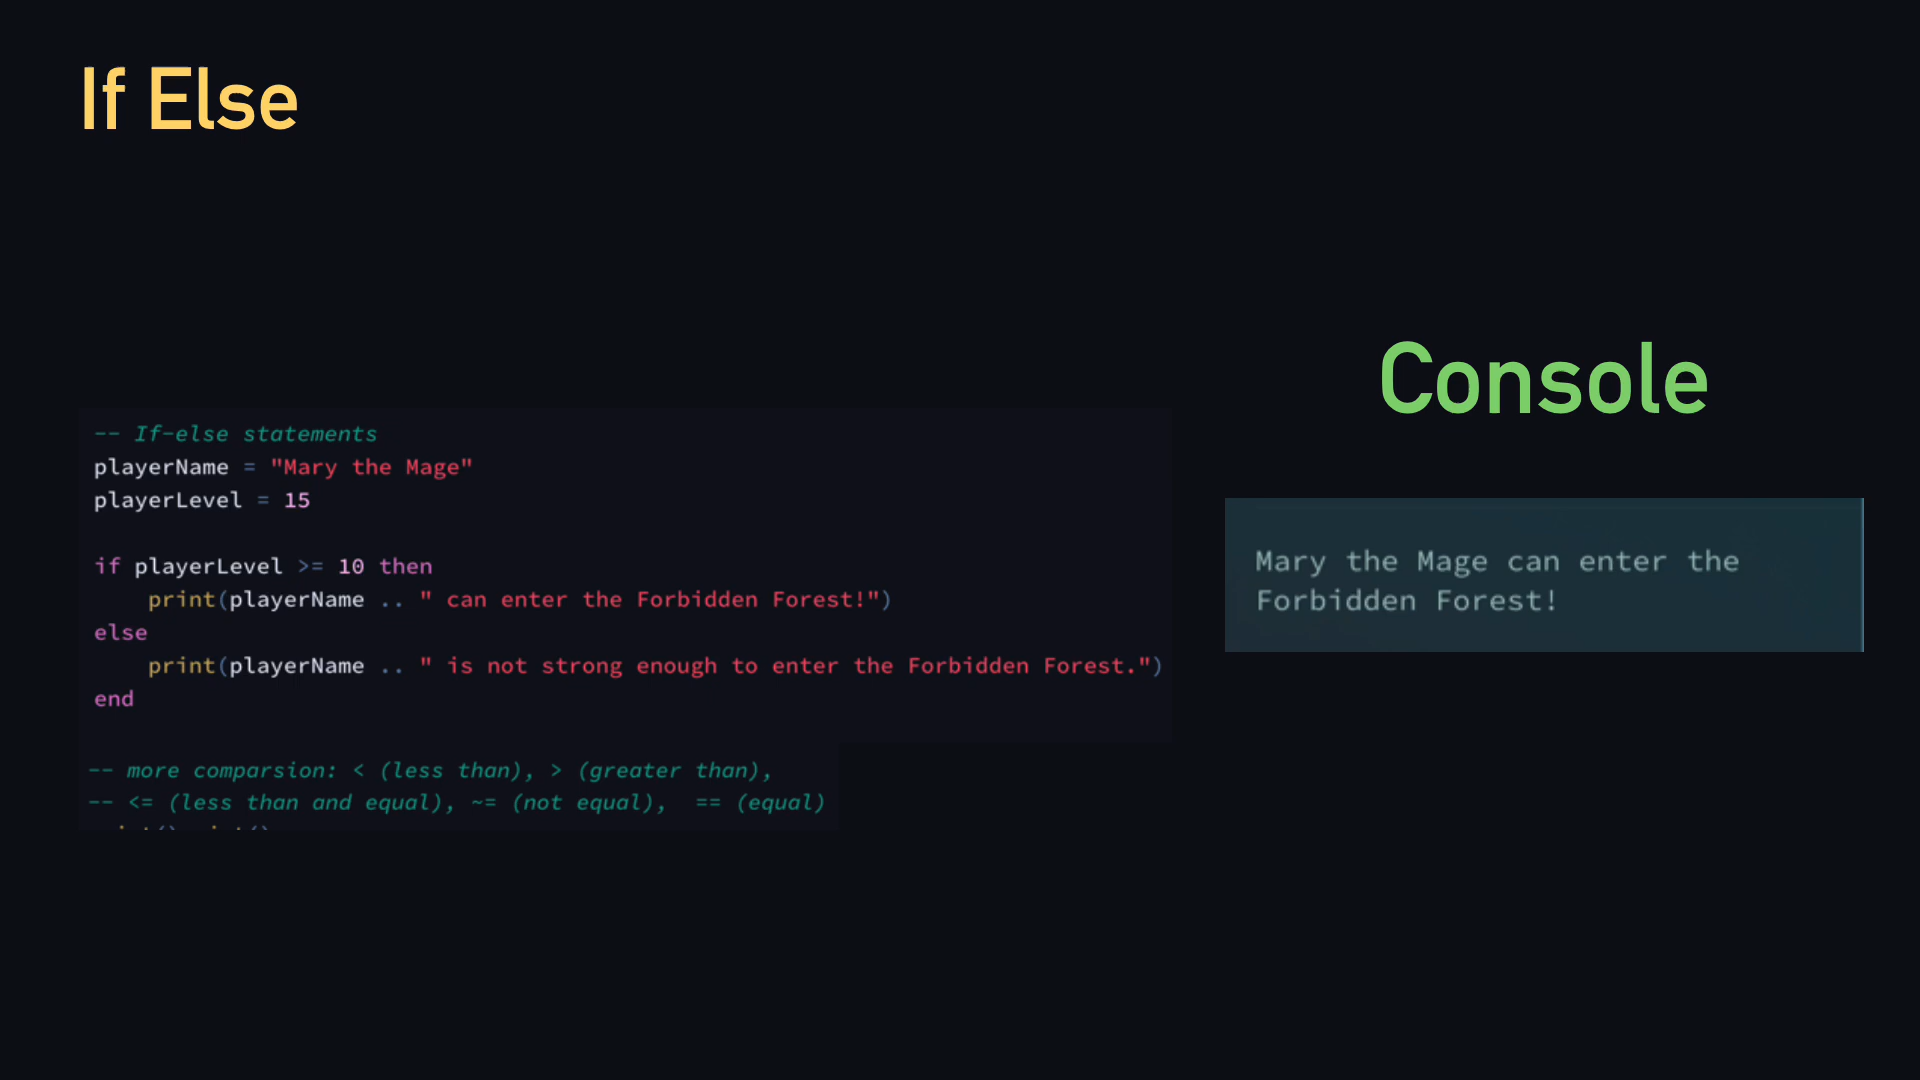 If Else
-- If-else statements
playerName = "Mary the Mage"
playerLevel = 15
if playerLevel >= 10 then
print(playerName .. " can enter the Forbidden Forest!")
else
print(playerName .. " is not strong enough to enter the Forbidden Forest.")
end
-- more comparsion: < (less than), > (greater than),
-- <= (less than and equal), ~= (not equal),  == (equal)
Console
Mary the Mage can enter the
Forbidden Forest!